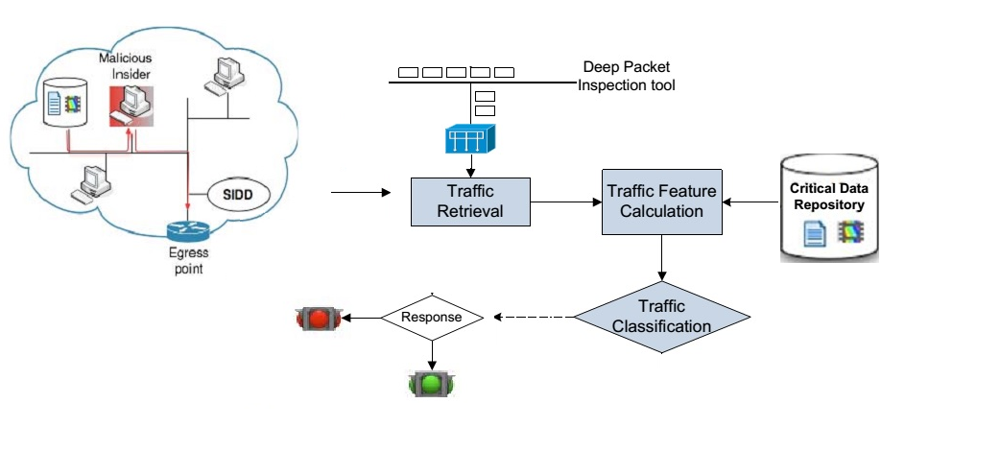 Malicious
Insider
SIDD
Egress
point
Deep Packet
Inspection tool
Traffic
Retrieval
Traffic Feature
Calculation
Critical Data
Repository
Traffic
Classification
Response